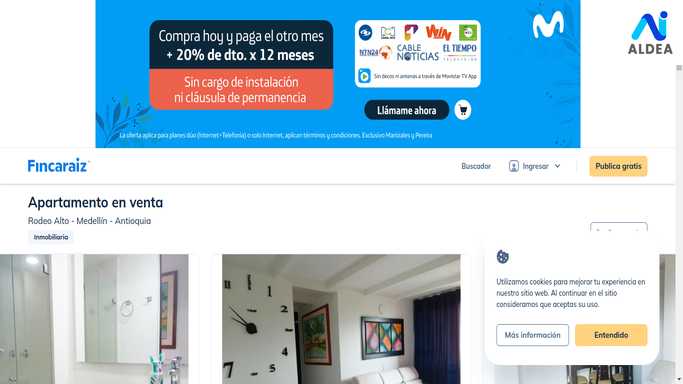 Compra hoy y paga el otro mes
+ 20% de dto. x 12 meses
Sin cargo de instalación
ni cláusula de permanencia
WIN
NTN24
CABLE
NOTICIAS
EL TIEMPO
TELEVISIÓN
Sin decos ni antenas a través de Movistar TV App
Llámame ahora
La oferta aplica para planes dúo (Internet+Telefonía) o solo Internet, aplican términos y condiciones. Exclusivo Manizales y Pereira
ALDEA
Fincaraiz
Buscador
Ingresar
Publica gratis
Apartamento en venta
Rodeo Alto - Medellín - Antioquia
Inmobiliaria
Utilizamos cookies para mejorar tu experiencia en
nuestro sitio web. Al continuar en el sitio
consideramos que aceptas su uso.
Más información
Entendido